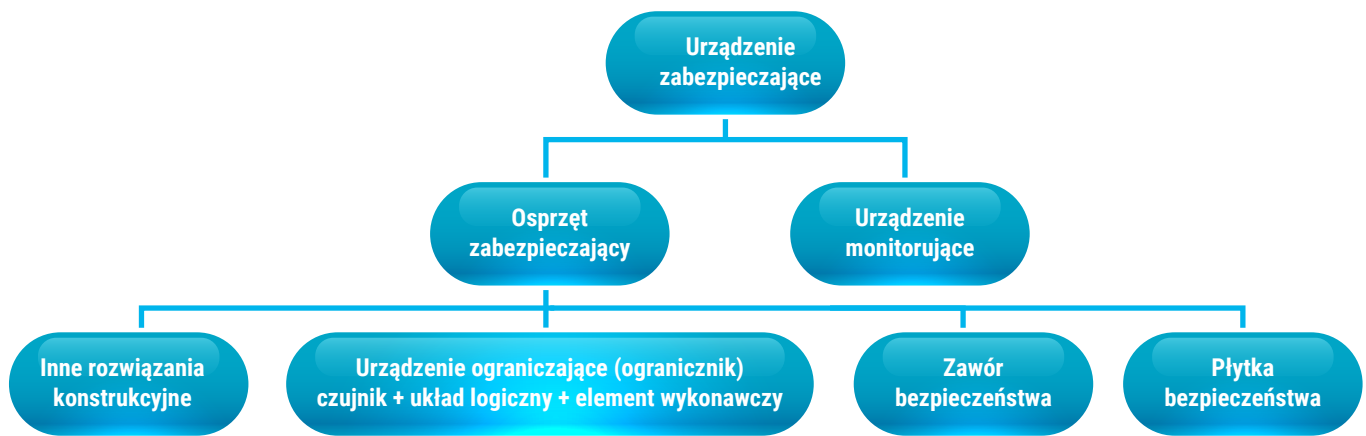 Urządzenie
zabezpieczające
Osprzęt
zabezpieczający
Urządzenie
monitorujące
Inne rozwiązania
konstrukcyjne
Urządzenie ograniczające (ogranicznik)
czujnik + układ logiczny + element wykonawczy
Zawór
bezpieczeństwa
Płytka
bezpieczeństwa